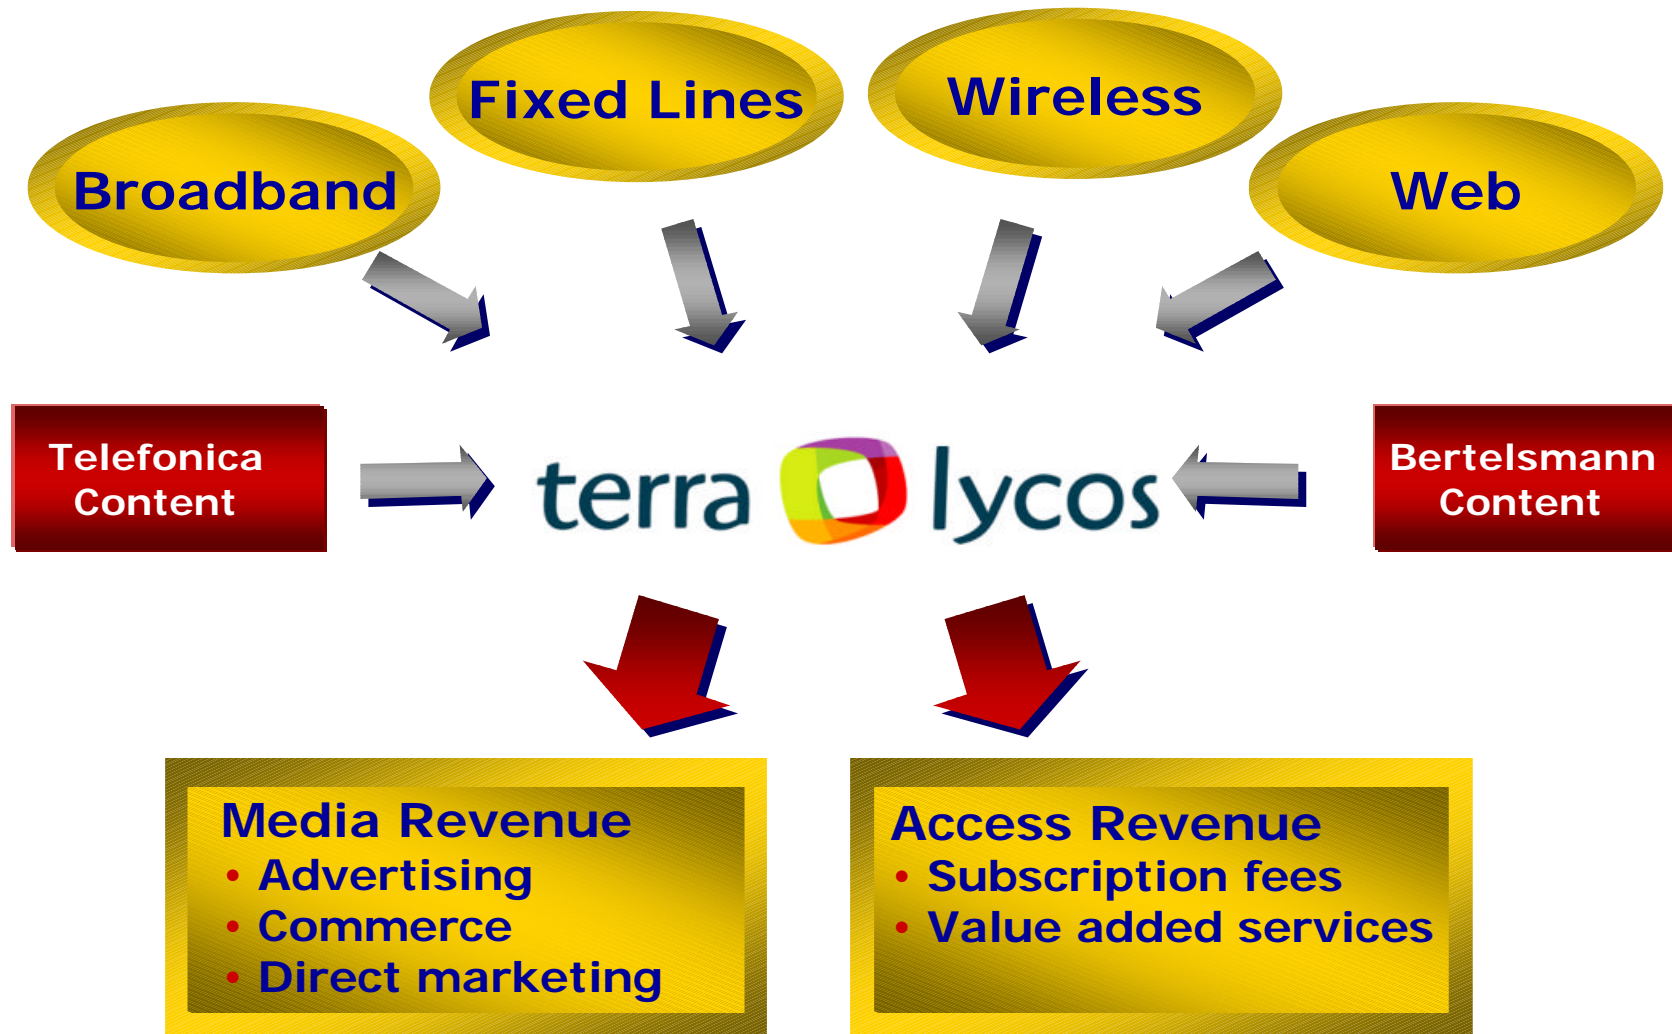 Broadband
Fixed Lines
Wireless
Web
Telefonica
Content
terra lycos
Bertelsmann
Content
Media Revenue
• Advertising
• Commerce
• Direct marketing
Access Revenue
• Subscription fees
• Value added services